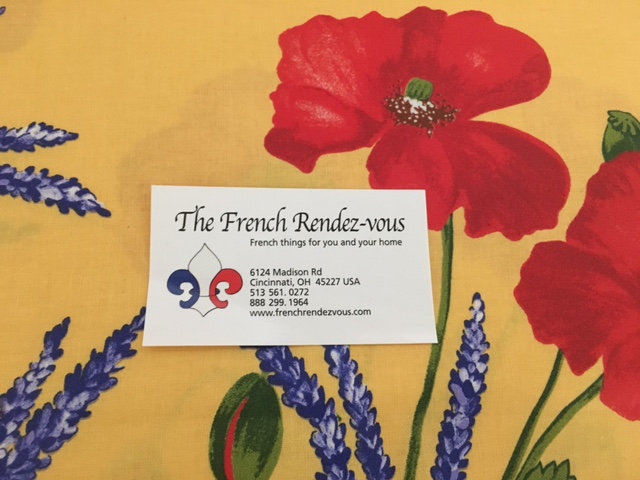 The French Rendez-vous
French things for you and your home
6124 Madison Rd
Cincinnati, OH 45227 USA
513 561. 0272
888 299. 1964
www.frenchrendezvous.com